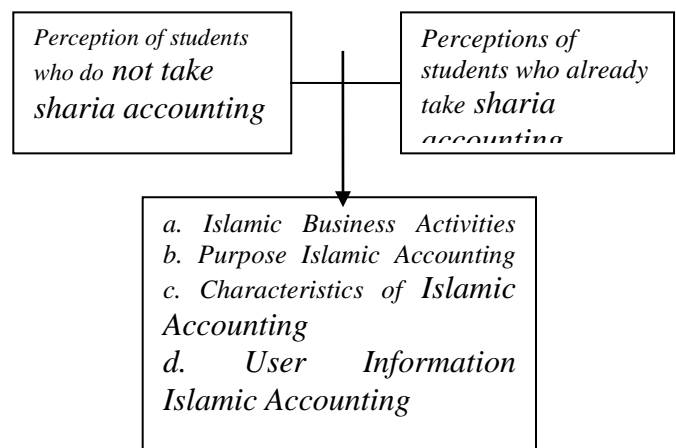 Perception of students
who do not take
sharia accounting
Perceptions of
students who already
take sharia
accounting
a. Islamic Business Activities
b. Purpose Islamic Accounting
c. Characteristics of Islamic
Accounting
d. User Information
Islamic Accounting